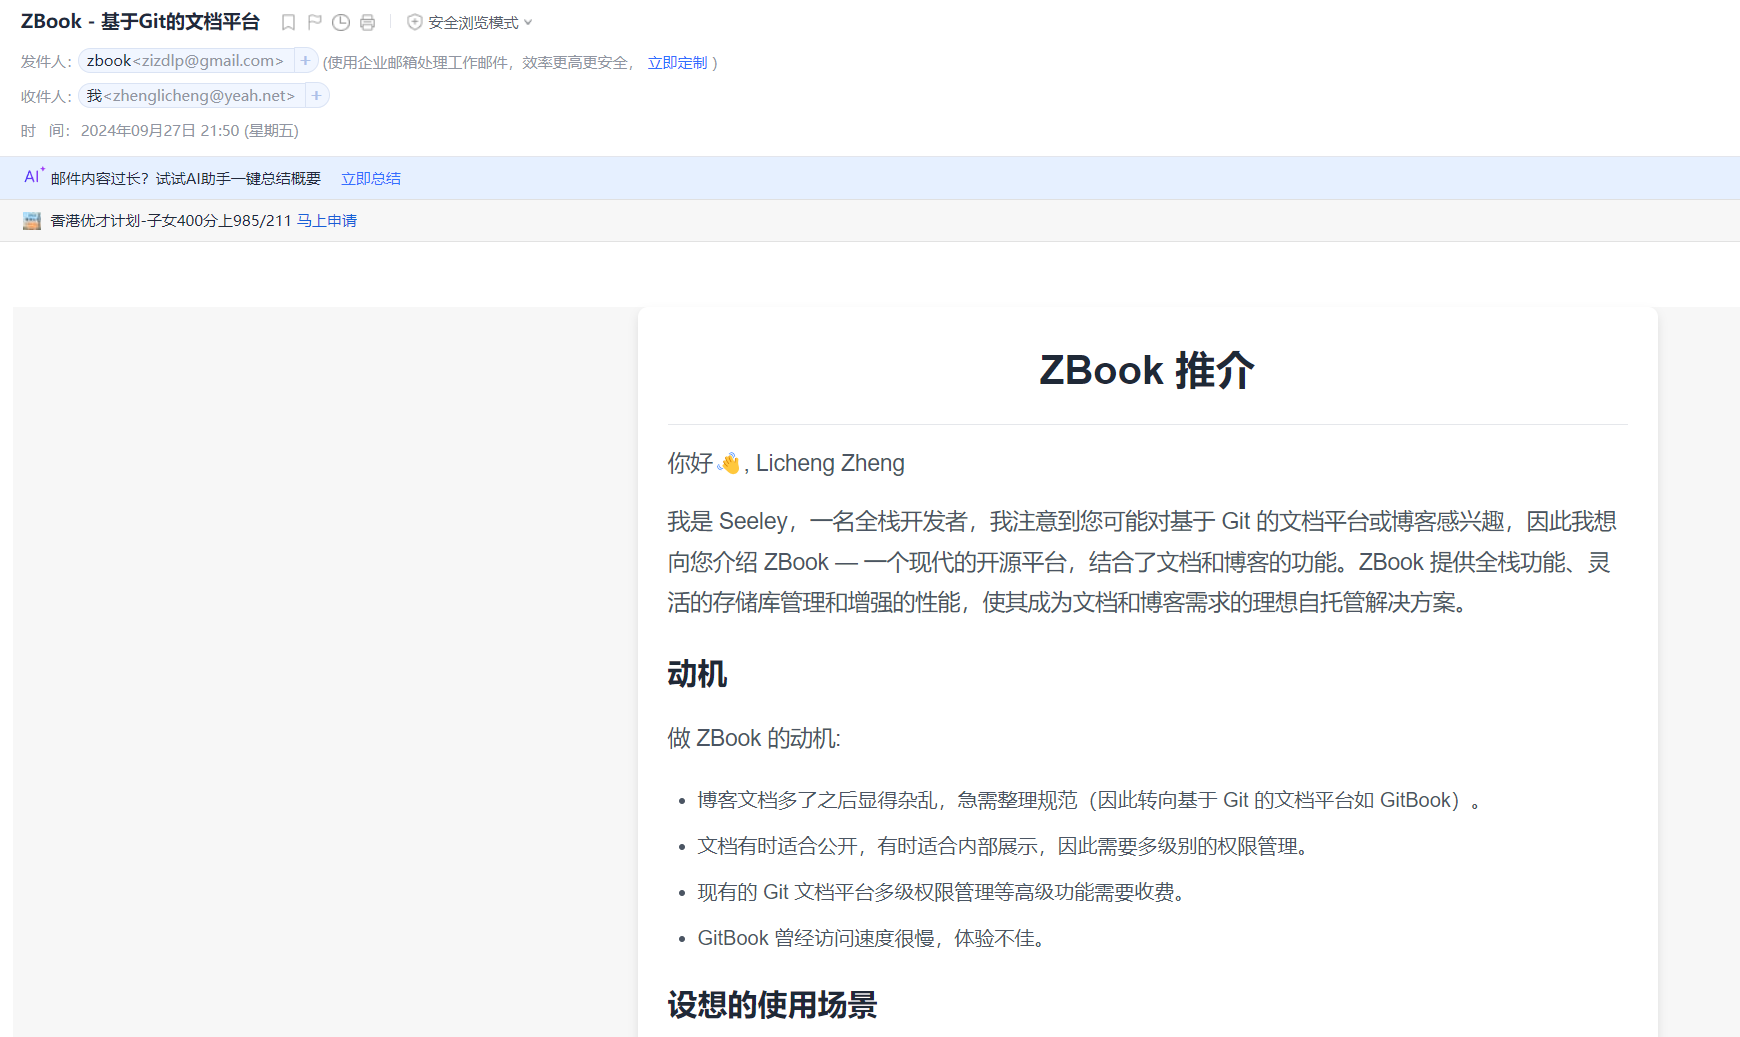 ZBook - 基于Git的文档平台
安全浏览模式
发件人： zbook<zizdlp@gmail.com> + (使用企业邮箱处理工作邮件，效率更高更安全， 立即定制 )
收件人： 我<zhenglicheng@yeah.net> +
时 间： 2024年09月27日 21:50 (星期五)
AI 邮件内容过长？试试AI助手一键总结概要 立即总结
香港优才计划-子女400分上985/211 马上申请
ZBook 推介
你好👋, Licheng Zheng
我是 Seeley，一名全栈开发者，我注意到您可能对基于 Git 的文档平台或博客感兴趣，因此我想
向您介绍 ZBook — 一个现代的开源平台，结合了文档和博客的功能。ZBook 提供全栈功能、灵
活的存储库管理和增强的性能，使其成为文档和博客需求的理想自托管解决方案。
动机
做 ZBook 的动机:
• 博客文档多了之后显得杂乱，急需整理规范（因此转向基于 Git 的文档平台如 GitBook）。
• 文档有时适合公开，有时适合内部展示，因此需要多级别的权限管理。
• 现有的 Git 文档平台多级权限管理等高级功能需要收费。
• GitBook 曾经访问速度很慢，体验不佳。
设想的使用场景